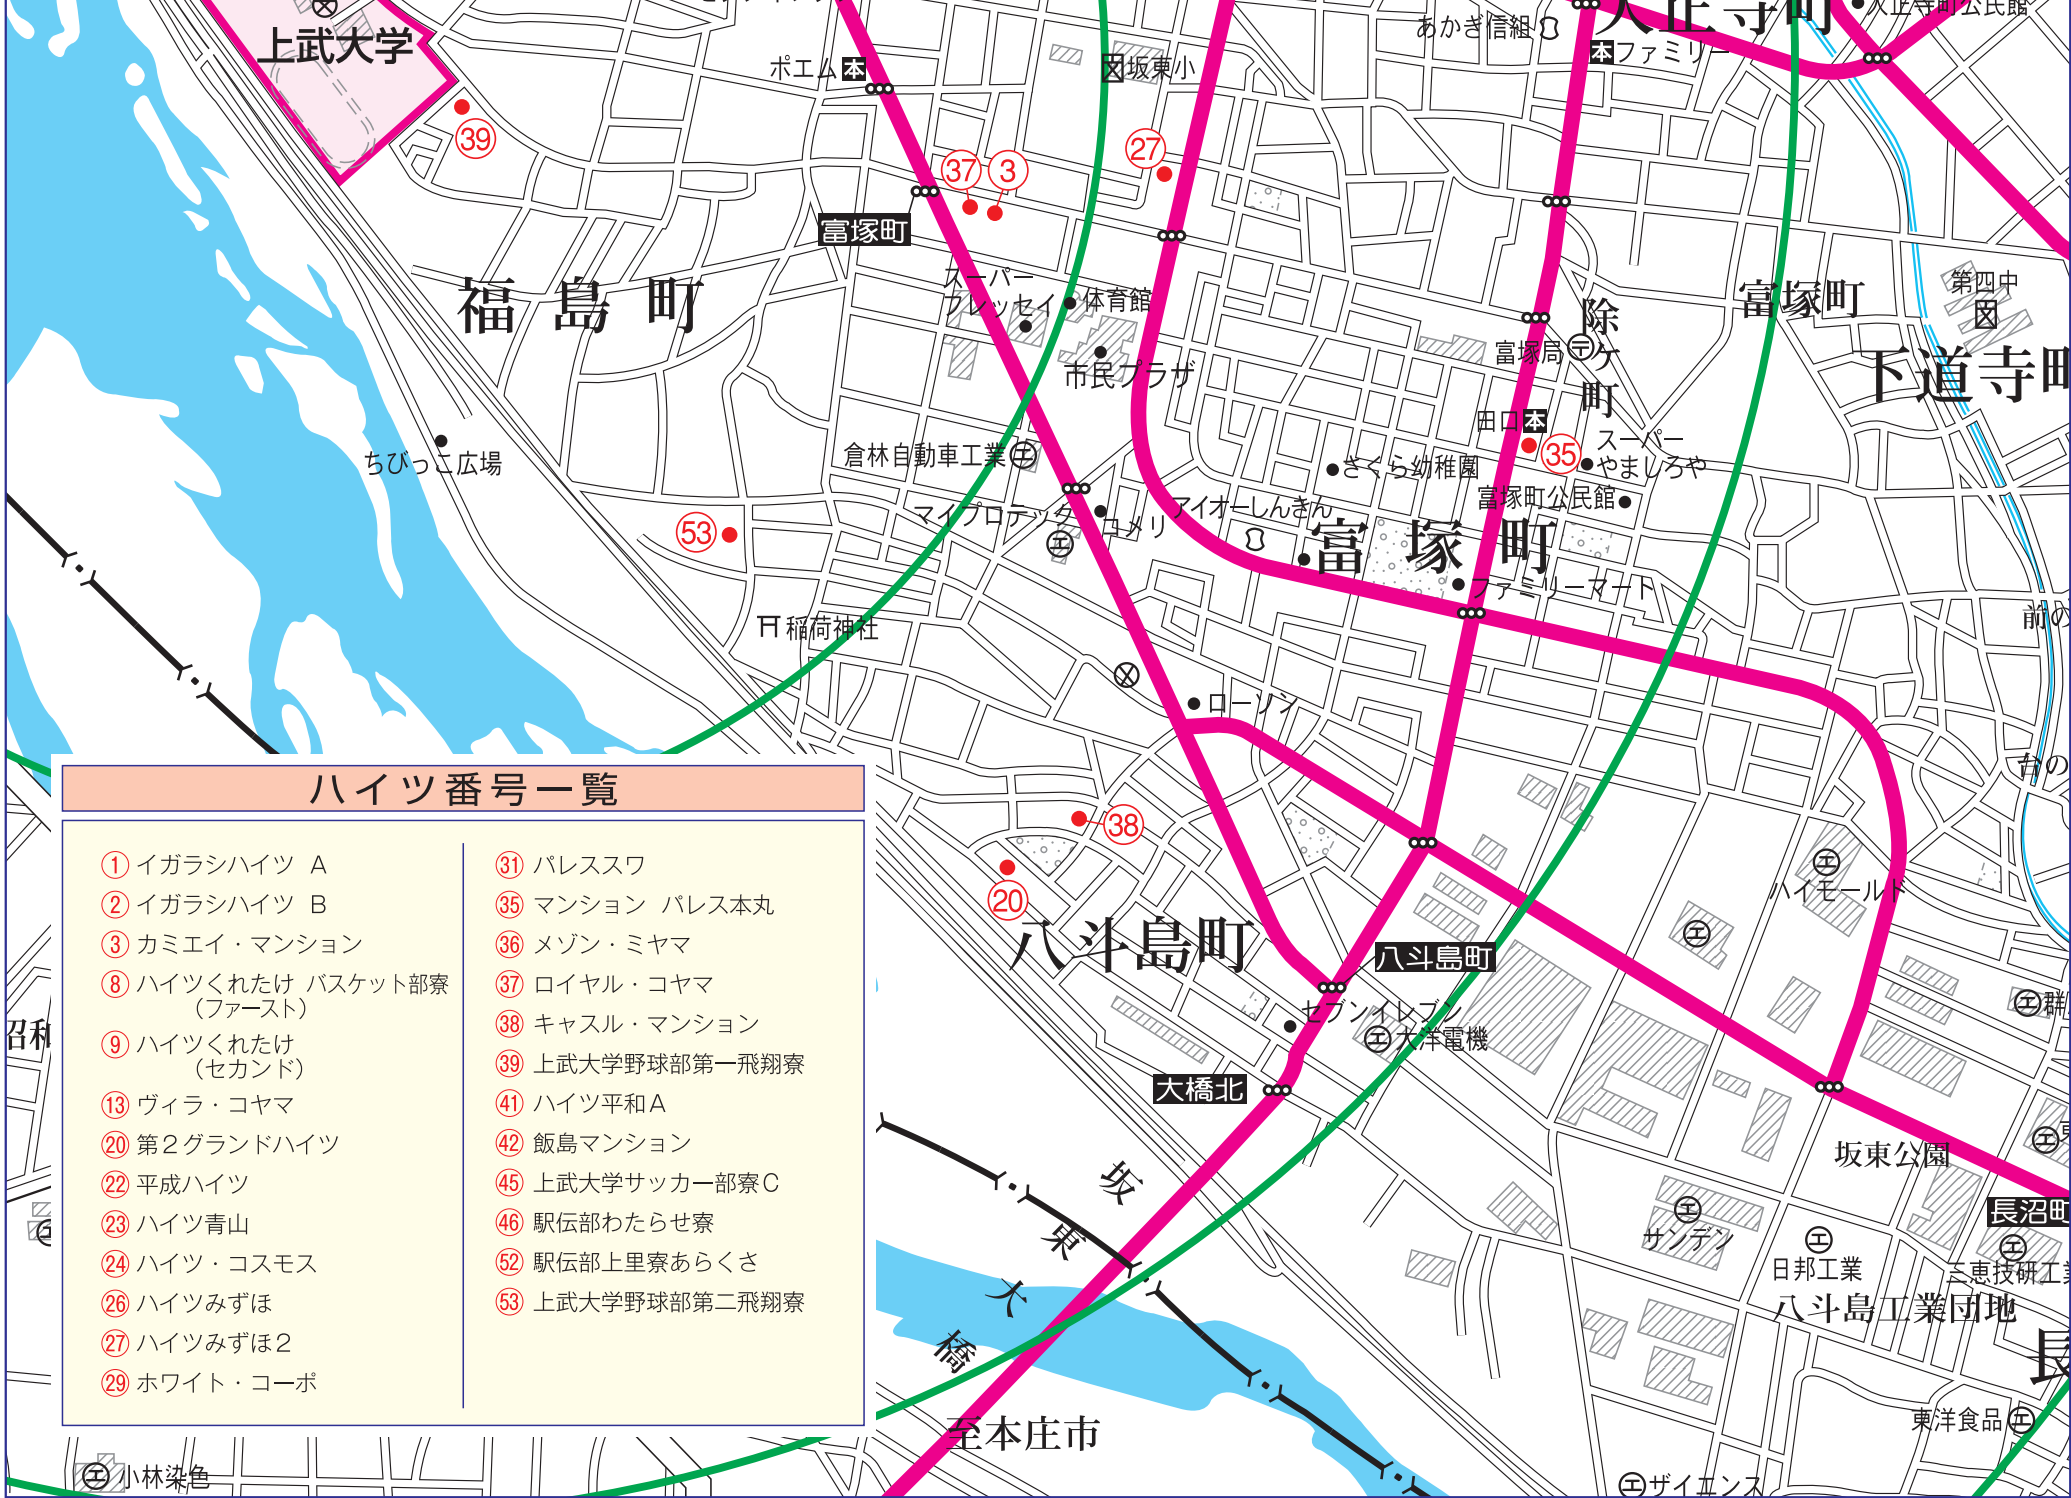 上武大学
ポエム 本
坂東小
あかぎ信組
本 ファミリー
大正寺町
大正寺町公民館
39
37
3
27
富塚町
福島町
スーパー
フレッセイ
体育館
市民プラザ
富塚局
除ケ町
富塚町
第四中
下道寺町
田口 本
35
スーパー
やましろや
富塚町公民館
さくら幼稚園
ちびっこ広場
倉林自動車工業
マイプロテック
コメリ
アイオーしんきん
富塚町
ファミリーマート
53
稲荷神社
ローソン
38
20
八斗島町
八斗島町
セブンイレブン
大洋電機
大橋北
ハイモールド
坂東公園
長沼町
サンデン
日邦工業
三恵技研工業
八斗島工業団地
東洋食品
ザイエンス
坂東大橋
至本庄市
小林染色
ハイツ番号一覧
1 イガラシハイツ A
2 イガラシハイツ B
3 カミエイ・マンション
8 ハイツくれたけ バスケット部寮
(ファースト)
9 ハイツくれたけ
(セカンド)
13 ヴィラ・コヤマ
20 第2グランドハイツ
22 平成ハイツ
23 ハイツ青山
24 ハイツ・コスモス
26 ハイツみずほ
27 ハイツみずほ2
29 ホワイト・コーポ
31 パレススワ
35 マンション パレス本丸
36 メゾン・ミヤマ
37 ロイヤル・コヤマ
38 キャスル・マンション
39 上武大学野球部第一飛翔寮
41 ハイツ平和A
42 飯島マンション
45 上武大学サッカー部寮C
46 駅伝部わたらせ寮
52 駅伝部上里寮あらくさ
53 上武大学野球部第二飛翔寮